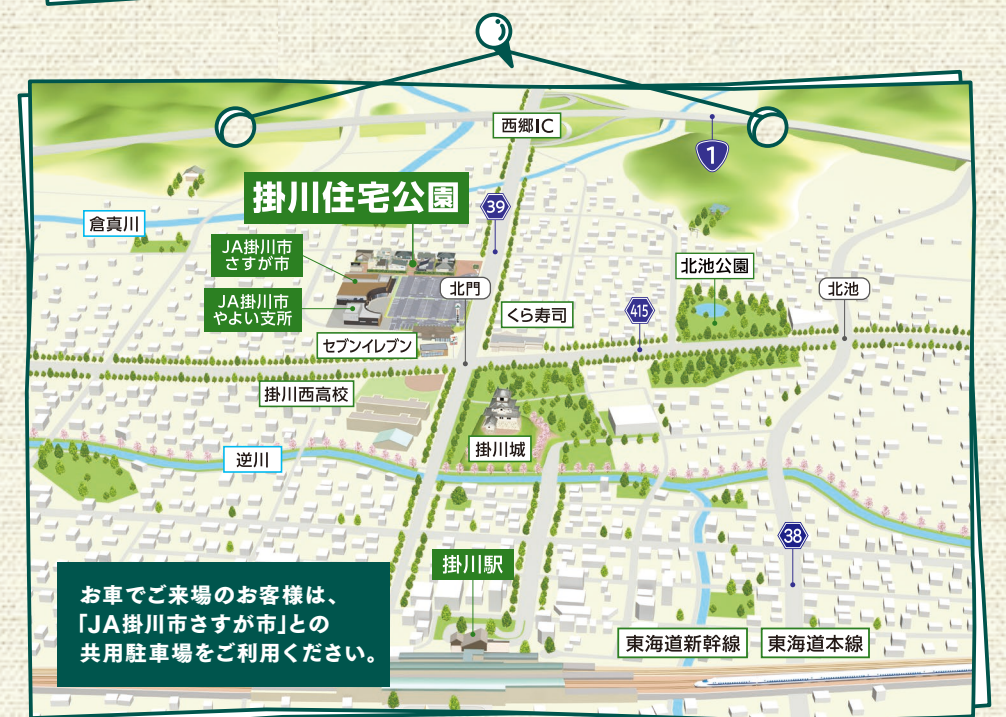 西郷IC
1
掛川住宅公園
39
倉真川
JA掛川市
さすが市
北池公園
北門
北池
JA掛川市
やよい支所
くら寿司
415
セブンイレブン
掛川西高校
掛川城
逆川
38
掛川駅
お車でご来場のお客様は、
「JA掛川市さすが市」との
共用駐車場をご利用ください。
東海道新幹線
東海道本線